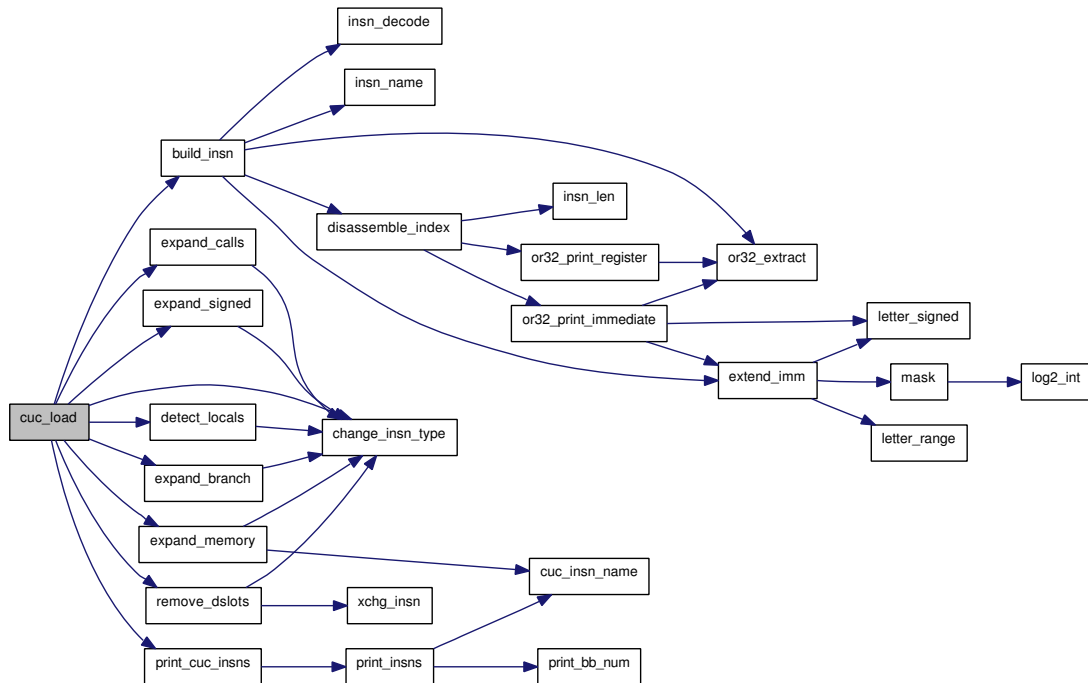 insn_decode
insn_name
build_insn
insn_len
disassemble_index
expand_calls
or32_print_register
or32_extract
expand_signed
or32_print_immediate
letter_signed
extend_imm
mask
log2_int
cuc_load
detect_locals
change_insn_type
letter_range
expand_branch
expand_memory
cuc_insn_name
remove_dslots
xchg_insn
print_cuc_insns
print_insns
print_bb_num